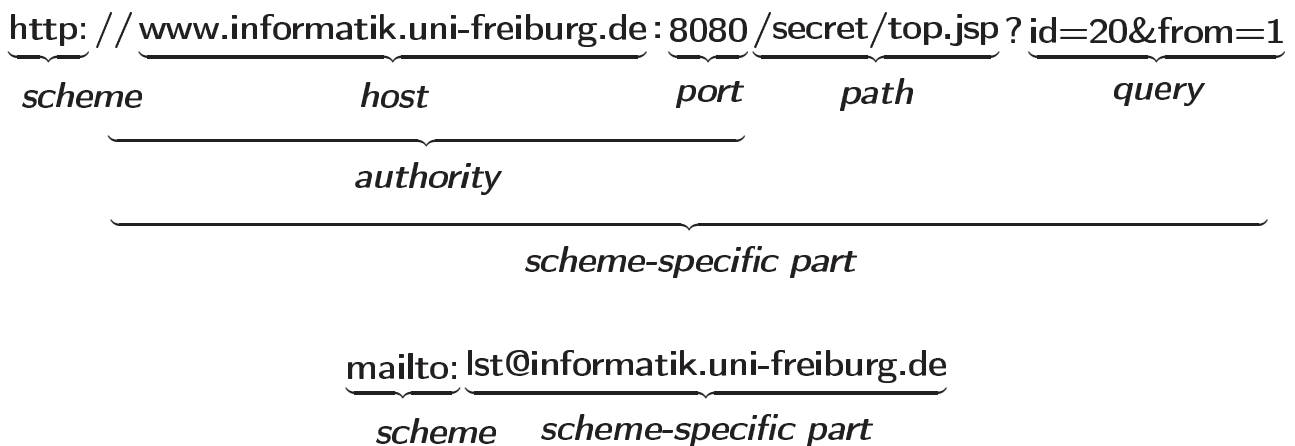 http://www.informatik.uni-freiburg.de:8080/secret/top.jsp?id=20&from=1
scheme host port path query
authority
scheme-specific part
mailto:lst@informatik.uni-freiburg.de
scheme scheme-specific part